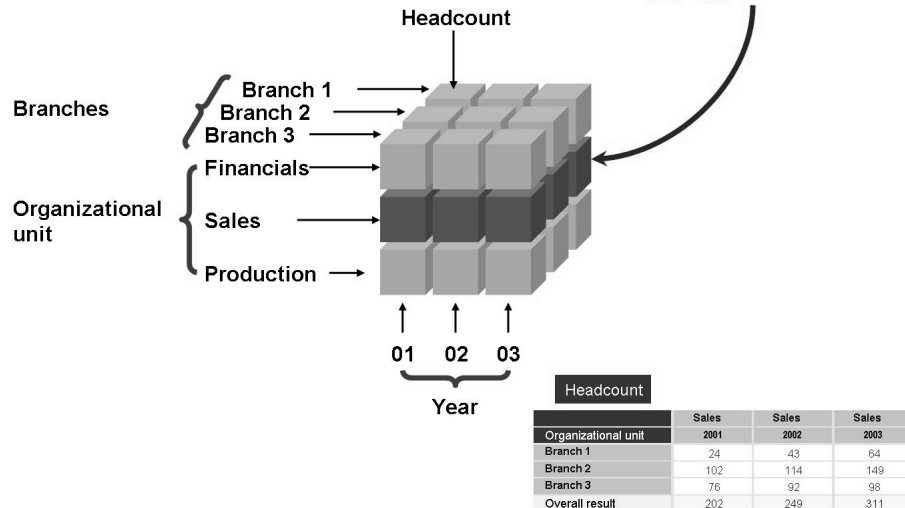 Headcount
Branches
Branch 1
Branch 2
Branch 3
Organizational
unit
Financials
Sales
Production
01 02 03
Year
Headcount
Sales Sales Sales
Organizational unit 2001 2002 2003
Branch 1 24 43 64
Branch 2 102 114 149
Branch 3 76 92 98
Overall result 202 249 311